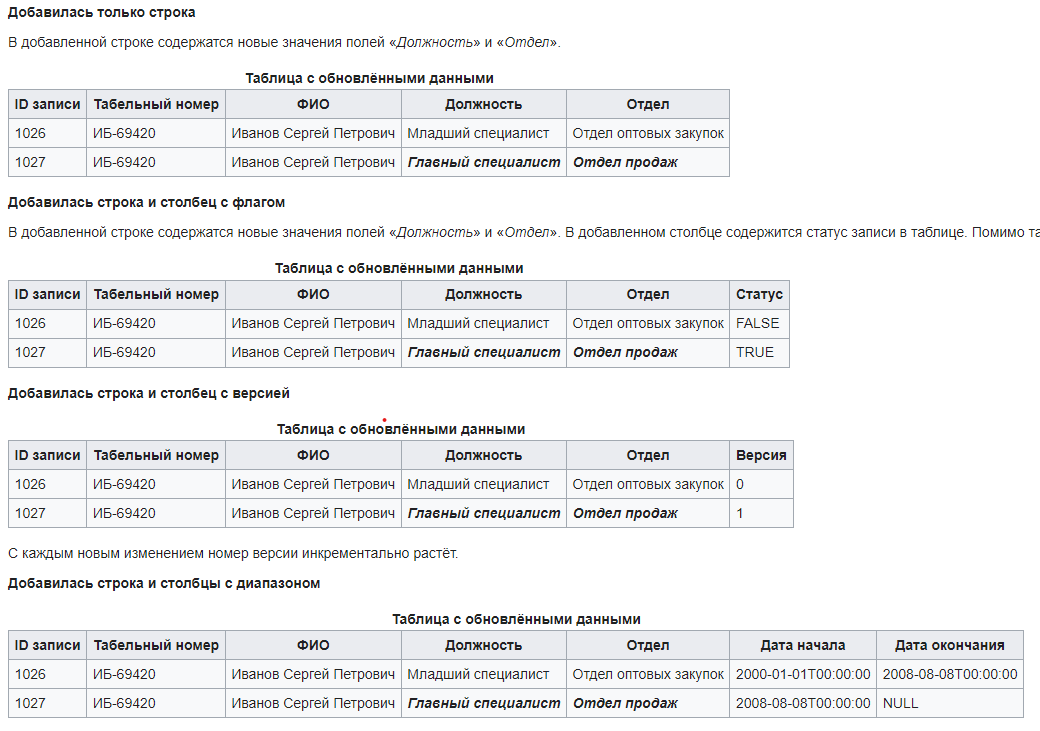 Добавилась только строка
В добавленной строке содержатся новые значения полей «Должность» и «Отдел».
Таблица с обновлёнными данными
ID записи Табельный номер ФИО Должность Отдел
1026 ИБ-69420 Иванов Сергей Петрович Младший специалист Отдел оптовых закупок
1027 ИБ-69420 Иванов Сергей Петрович Главный специалист Отдел продаж
Добавилась строка и столбец с флагом
В добавленной строке содержатся новые значения полей «Должность» и «Отдел». В добавленном столбце содержится статус записи в таблице. Помимо та
Таблица с обновлёнными данными
ID записи Табельный номер ФИО Должность Отдел Статус
1026 ИБ-69420 Иванов Сергей Петрович Младший специалист Отдел оптовых закупок FALSE
1027 ИБ-69420 Иванов Сергей Петрович Главный специалист Отдел продаж TRUE
Добавилась строка и столбец с версией
Таблица с обновлёнными данными
ID записи Табельный номер ФИО Должность Отдел Версия
1026 ИБ-69420 Иванов Сергей Петрович Младший специалист Отдел оптовых закупок 0
1027 ИБ-69420 Иванов Сергей Петрович Главный специалист Отдел продаж 1
С каждым новым изменением номер версии инкрементально растёт.
Добавилась строка и столбцы с диапазоном
Таблица с обновлёнными данными
ID записи Табельный номер ФИО Должность Отдел Дата начала Дата окончания
1026 ИБ-69420 Иванов Сергей Петрович Младший специалист Отдел оптовых закупок 2000-01-01T00:00:00 2008-08-08T00:00:00
1027 ИБ-69420 Иванов Сергей Петрович Главный специалист Отдел продаж 2008-08-08T00:00:00 NULL